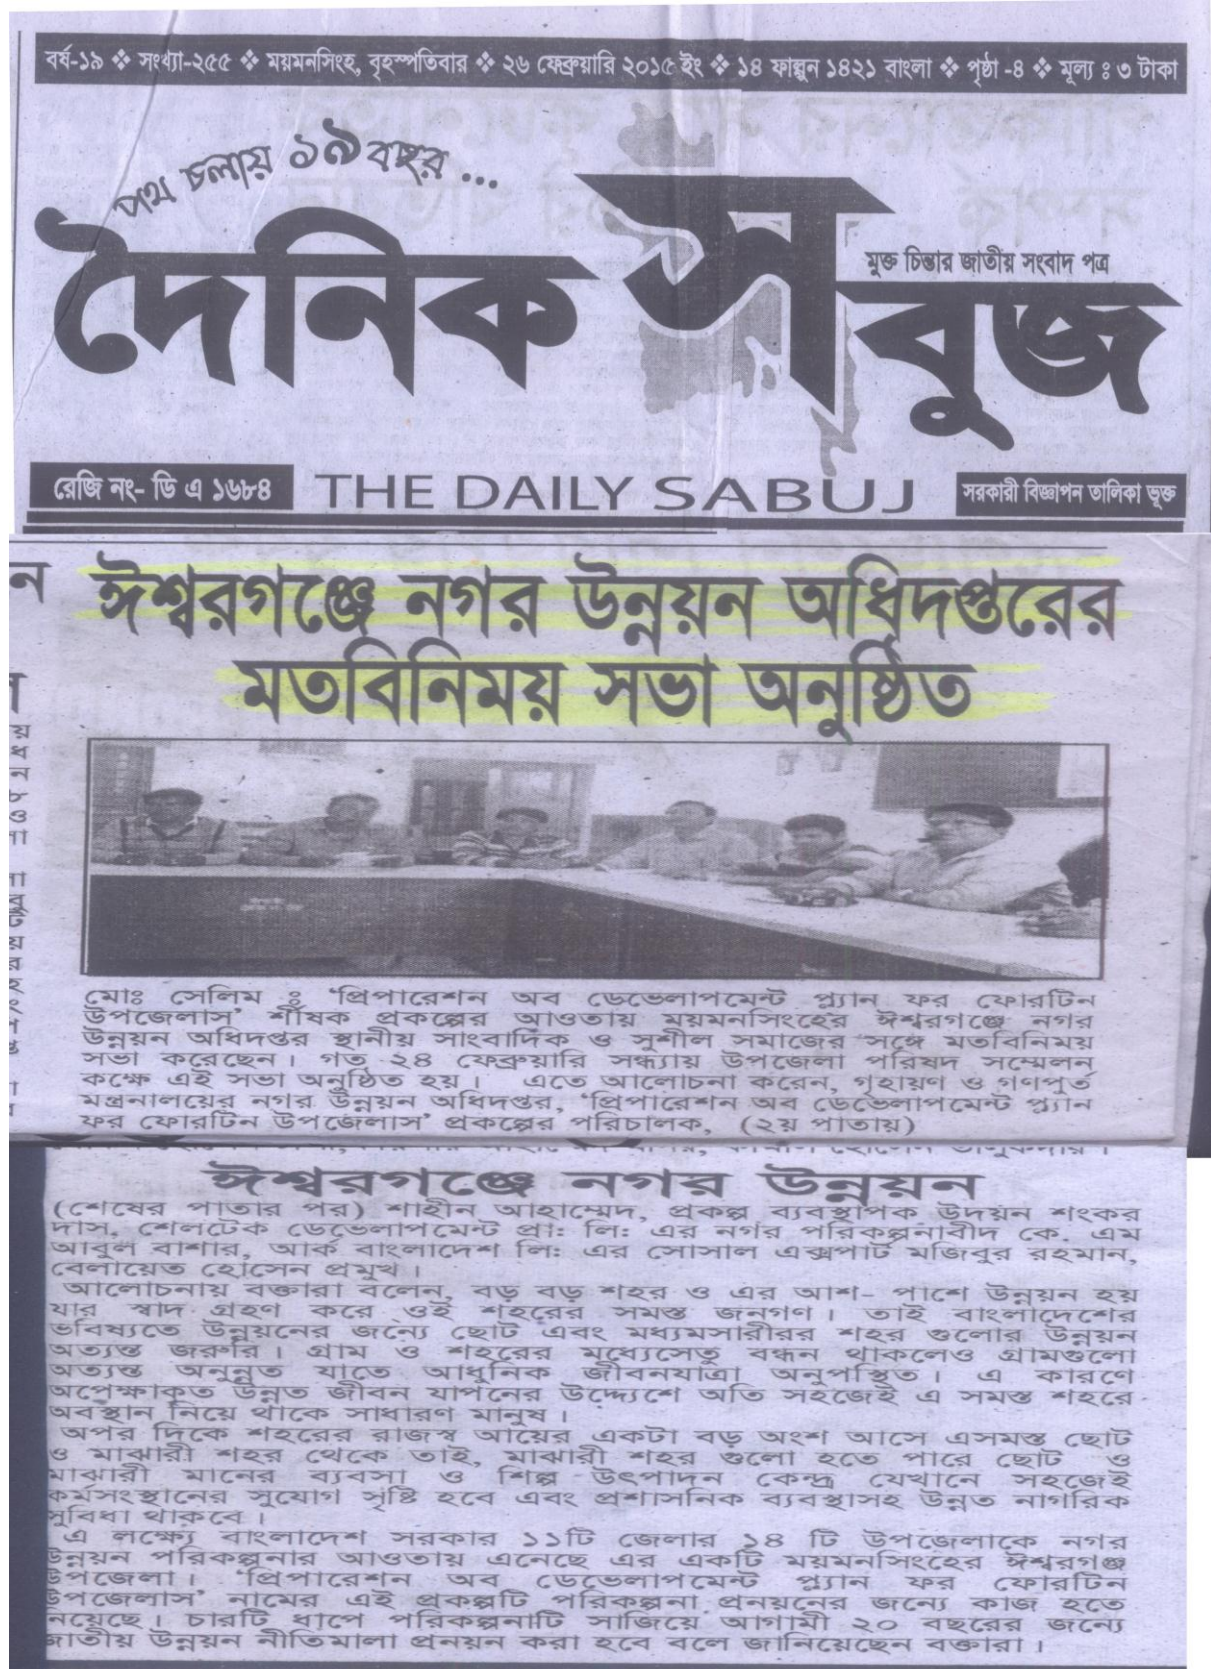 বর্ষ-১৯ ❖ সংখ্যা-২৫৫ ❖ ময়মনসিংহ, বৃহস্পতিবার ❖ ২৬ ফেব্রুয়ারি ২০১৫ ইং ❖ ১৪ ফাল্গুন ১৪২১ বাংলা ❖ পৃষ্ঠা -৪ ❖ মূল্য ঃ ৩ টাকা
পথ চলায় ১৯ বছর ...
দৈনিক সবুজ
মুক্ত চিন্তার জাতীয় সংবাদ পত্র
রেজি নং- ডি এ ১৬৮৪
THE DAILY SABUJ
সরকারী বিজ্ঞাপন তালিকা ভূক্ত
ঈশ্বরগঞ্জে নগর উন্নয়ন অধিদপ্তরের
মতবিনিময় সভা অনুষ্ঠিত
মোঃ সেলিম ঃ ‘প্রিপারেশন অব ডেভেলাপমেন্ট প্ল্যান ফর ফোরটিন
উপজেলাস’ শীর্ষক প্রকল্পের আওতায় ময়মনসিংহের ঈশ্বরগঞ্জে নগর
উন্নয়ন অধিদপ্তর স্থানীয় সাংবাদিক ও সুশীল সমাজের সঙ্গে মতবিনিময়
সভা করেছেন। গত ২৪ ফেব্রুয়ারি সন্ধ্যায় উপজেলা পরিষদ সম্মেলন
কক্ষে এই সভা অনুষ্ঠিত হয়। এতে আলোচনা করেন, গৃহায়ণ ও গণপুর্ত
মন্ত্রনালয়ের নগর উন্নয়ন অধিদপ্তর, ‘প্রিপারেশন অব ডেভেলাপমেন্ট প্ল্যান
ফর ফোরটিন উপজেলাস’ প্রকল্পের পরিচালক, (২য় পাতায়)
ঈশ্বরগঞ্জে নগর উন্নয়ন
(শেষের পাতার পর) শাহীন আহাম্মেদ, প্রকল্প ব্যবস্থাপক উদয়ন শংকর
দাস, শেলটেক ডেভেলাপমেন্ট প্রা: লি: এর নগর পরিকল্পনাবীদ কে. এম
আবুল বাশার, আর্ক বাংলাদেশ লি: এর সোসাল এক্সপার্ট মজিবুর রহমান,
বেলায়েত হোসেন প্রমুখ।
আলোচনায় বক্তারা বলেন, বড় বড় শহর ও এর আশ- পাশে উন্নয়ন হয়
যার স্বাদ গ্রহণ করে ওই শহরের সমস্ত জনগণ। তাই বাংলাদেশের
ভবিষ্যতে উন্নয়নের জন্যে ছোট এবং মধ্যমসারীরর শহর গুলোর উন্নয়ন
অত্যন্ত জরুরি। গ্রাম ও শহরের মধ্যেসেতু বন্ধন থাকলেও গ্রামগুলো
অত্যন্ত অনুন্নত যাতে আধুনিক জীবনযাত্রা অনুপস্থিত। এ কারণে
অপেক্ষাকৃত উন্নত জীবন যাপনের উদ্দ্যেশে অতি সহজেই এ সমস্ত শহরে
অবস্থান নিয়ে থাকে সাধারণ মানুষ।
অপর দিকে শহরের রাজস্ব আয়ের একটা বড় অংশ আসে এসমস্ত ছোট
ও মাঝারী শহর থেকে তাই, মাঝারী শহর গুলো হতে পারে ছোট ও
মাঝারী মানের ব্যবসা ও শিল্প উৎপাদন কেন্দ্র যেখানে সহজেই
কর্মসংস্থানের সুযোগ সৃষ্টি হবে এবং প্রশাসনিক ব্যবস্থাসহ উন্নত নাগরিক
সুবিধা থাকবে।
এ লক্ষ্যে বাংলাদেশ সরকার ১১টি জেলার ১৪ টি উপজেলাকে নগর
উন্নয়ন পরিকল্পনার আওতায় এনেছে এর একটি ময়মনসিংহের ঈশ্বরগঞ্জ
উপজেলা। ‘প্রিপারেশন অব ডেভেলাপমেন্ট প্ল্যান ফর ফোরটিন
উপজেলাস’ নামের এই প্রকল্পটি পরিকল্পনা প্রনয়নের জন্যে কাজ হতে
নিয়েছে। চারটি ধাপে পরিকল্পনাটি সাজিয়ে আগামী ২০ বছরের জন্যে
জাতীয় উন্নয়ন নীতিমালা প্রনয়ন করা হবে বলে জানিয়েছেন বক্তারা।